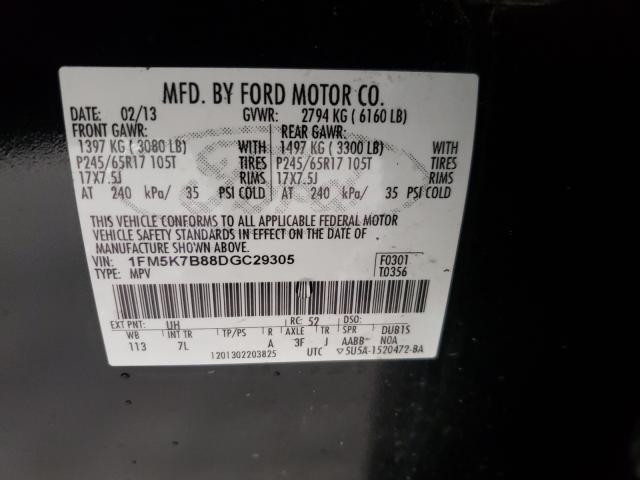 MFD. BY FORD MOTOR CO.
DATE: 02/13 GVWR: 2794 KG ( 6160 LB)
FRONT GAWR: REAR GAWR:
1397 KG ( 3080 LB) WITH 1497 KG ( 3300 LB) WITH
P245/65R17 105T TIRES P245/65R17 105T TIRES
17X7.5J RIMS 17X7.5J RIMS
AT 240 kPa/ 35 PSI COLD AT 240 kPa/ 35 PSI COLD
THIS VEHICLE CONFORMS TO ALL APPLICABLE FEDERAL MOTOR
VEHICLE SAFETY STANDARDS IN EFFECT ON THE DATE OF
MANUFACTURE SHOWN ABOVE.
VIN: 1FM5K7B88DGC29305 F0301
TYPE: MPV T0356
EXT PNT: UH RC: 52 DSO:
WB INT TR TP/PS R AXLE TR SPR DUB1S
113 7L A 3F J AABB NOA
1201302203825 UTC ▽SU5A-1520472-BA